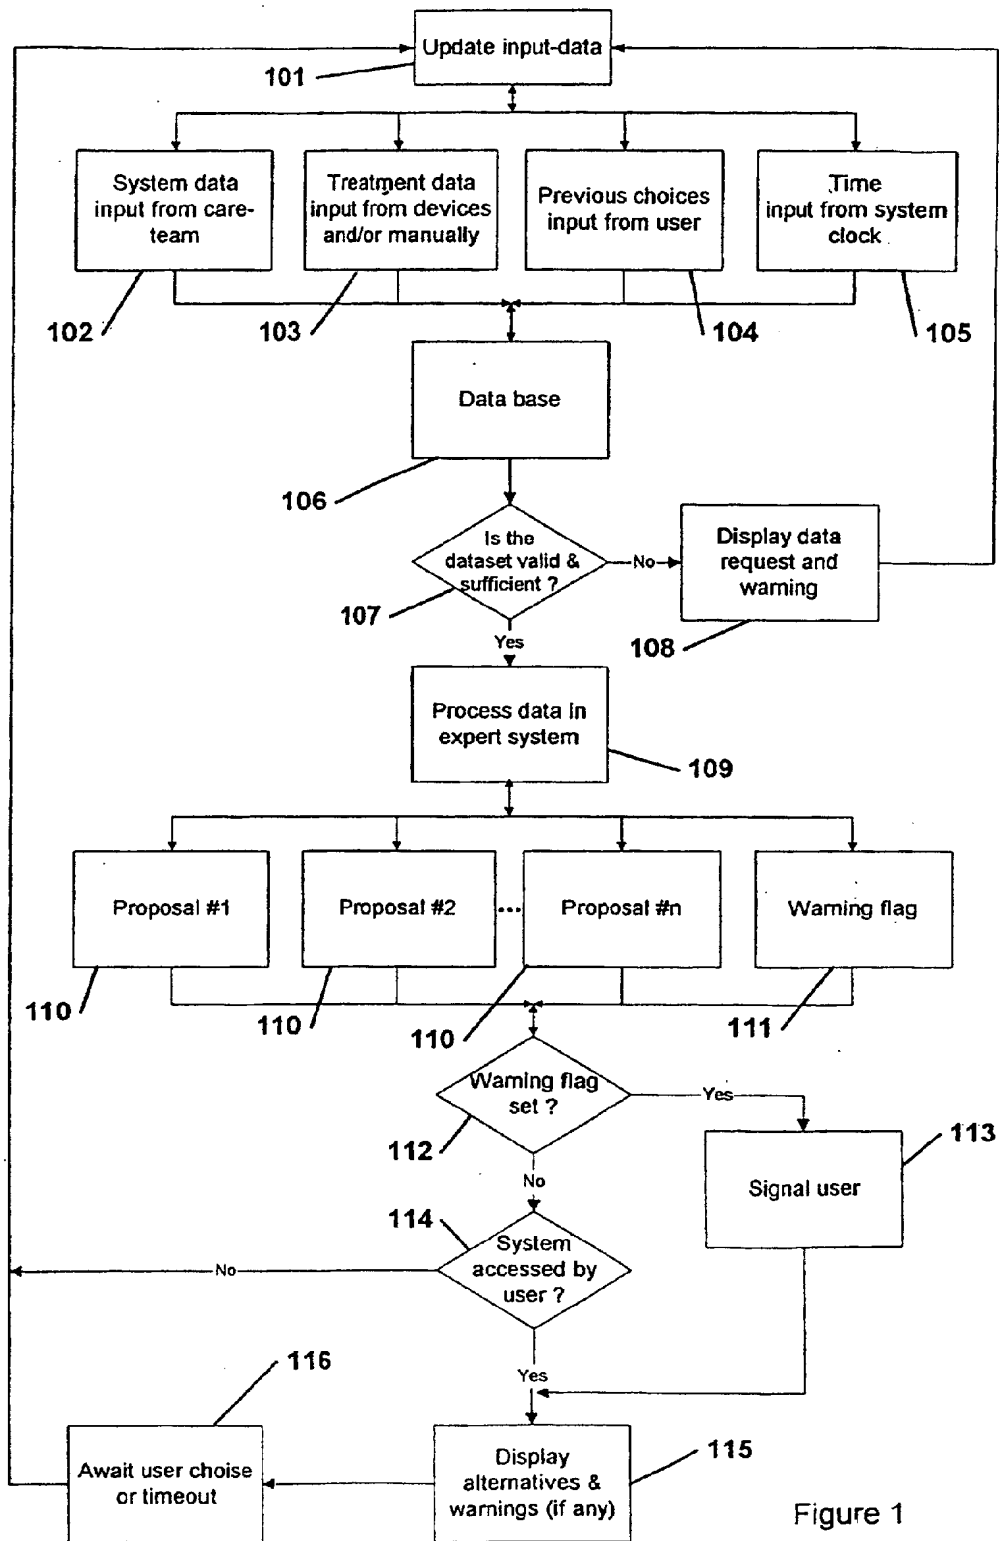 Update input-data
101
System data
input from care-
team
Treatment data
input from devices
and/or manually
Previous choices
input from user
Time
input from system
clock
102
103
104
105
Data base
106
Is the
dataset valid &
sufficient ?
No
Display data
request and
warning
107
108
Yes
Process data in
expert system
109
Proposal #1
Proposal #2
...
Proposal #n
Warning flag
110
110
110
111
Warning flag
set ?
Yes
112
113
No
Signal user
114
System
accessed by
user ?
No
116
Yes
Await user choise
or timeout
Display
alternatives &
warnings (if any)
115
Figure 1